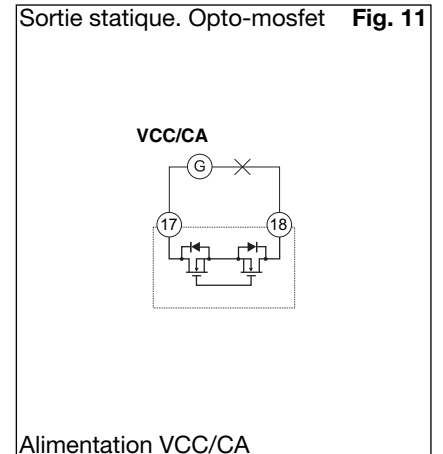 Sortie statique. Opto-mosfet Fig. 11
VCC/CA
G
17 18
Alimentation VCC/CA